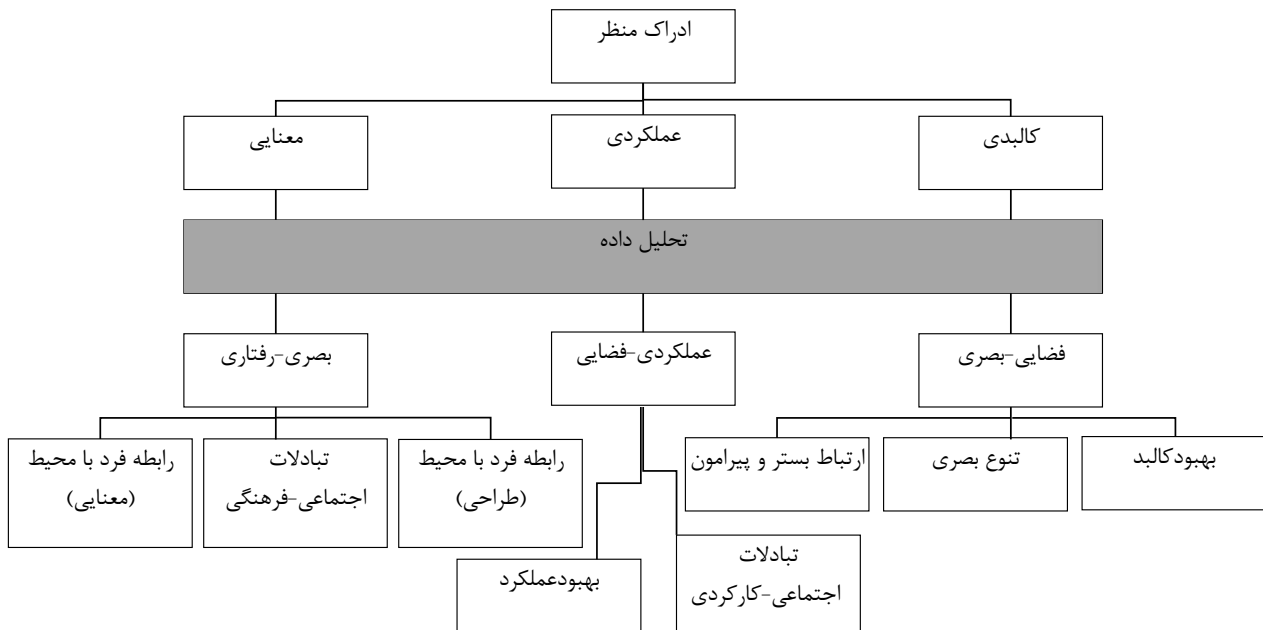 ادراک منظر
کالبدی
عملکردی
معنایی
تحلیل داده
فضایی-بصری
عملکردی-فضایی
بصری-رفتاری
بهبودکالبد
تنوع بصری
ارتباط بستر و پیرامون
رابطه فرد با محیط
(طراحی)
تبادلات
اجتماعی-فرهنگی
رابطه فرد با محیط
(معنایی)
تبادلات
اجتماعی-کارکردی
بهبودعملکرد